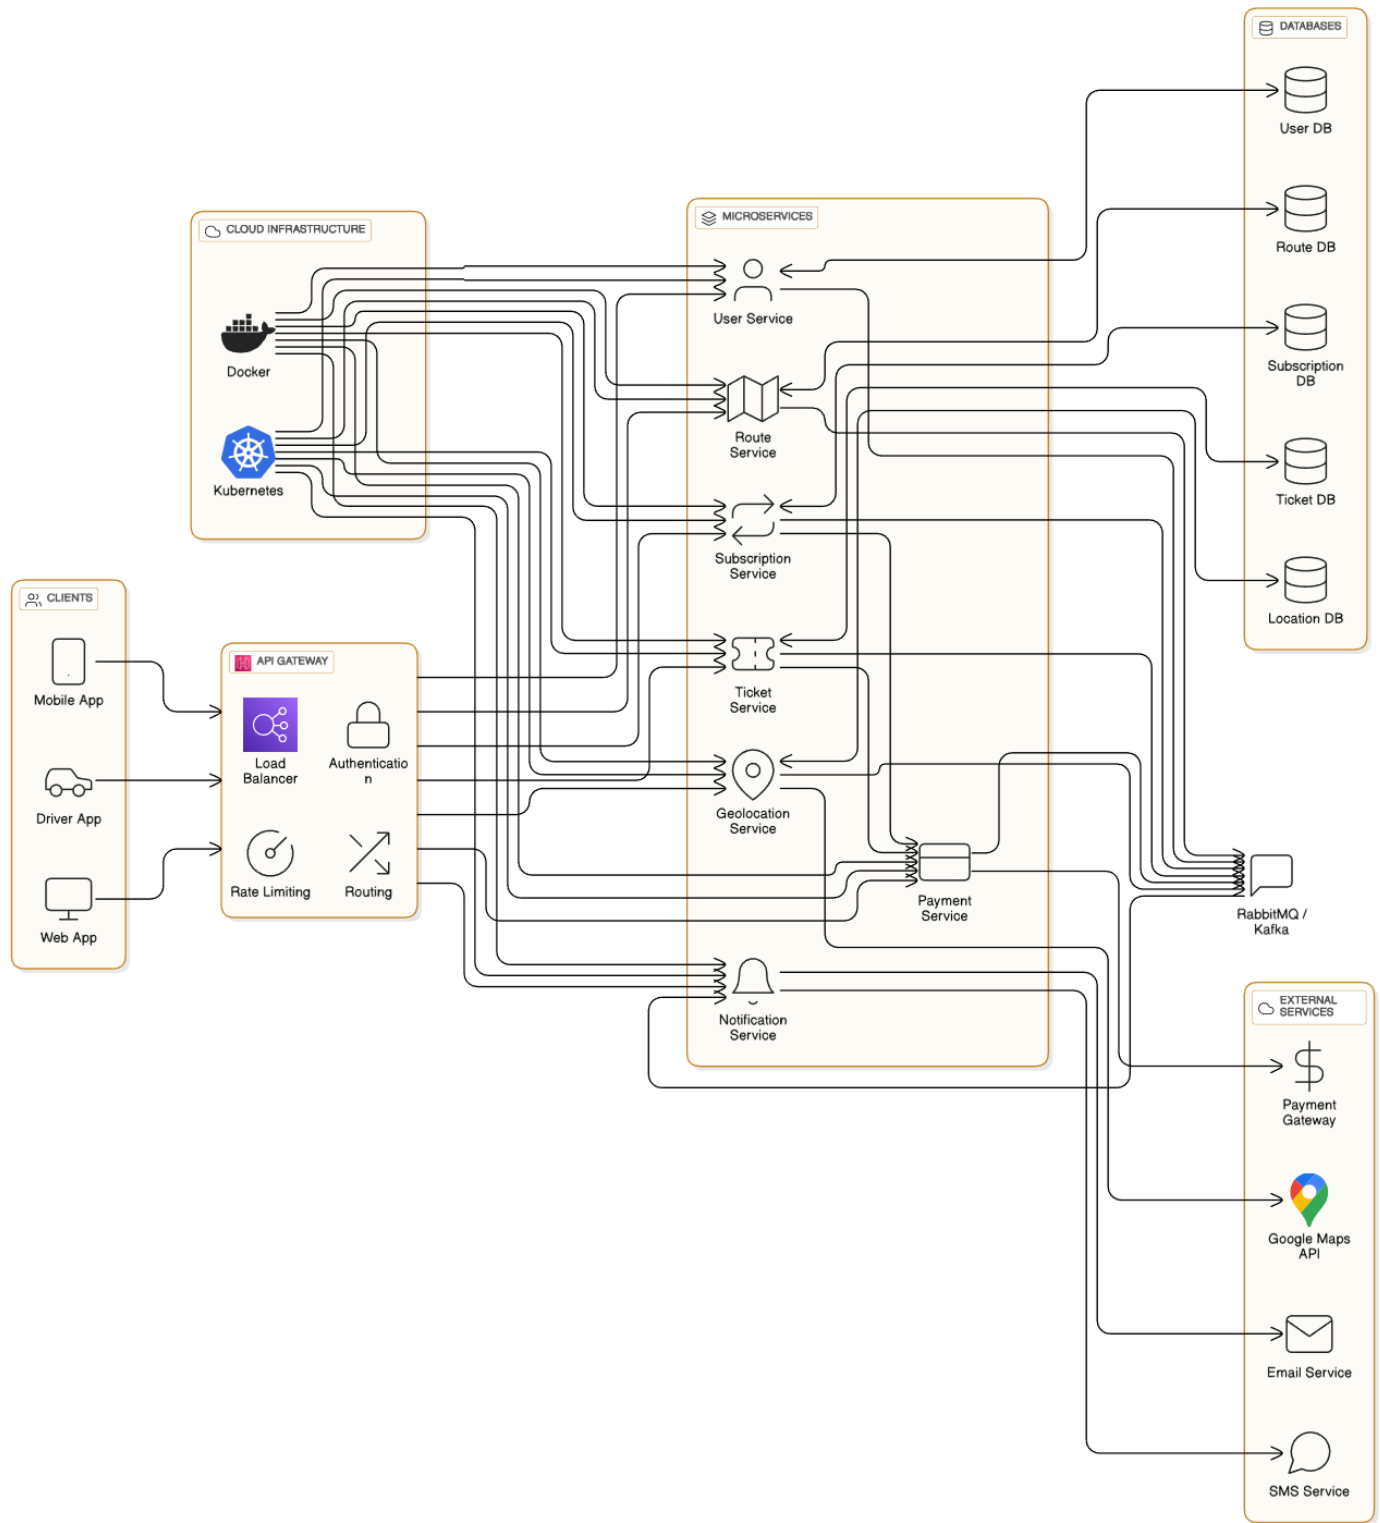 DATABASES
User DB
Route DB
Subscription
DB
Ticket DB
Location DB
CLOUD INFRASTRUCTURE
Docker
Kubernetes
MICROSERVICES
User Service
Route
Service
Subscription
Service
Ticket
Service
Geolocation
Service
Payment
Service
Notification
Service
CLIENTS
Mobile App
Driver App
Web App
API GATEWAY
Load
Balancer
Authenticatio
n
Rate Limiting
Routing
RabbitMQ /
Kafka
EXTERNAL
SERVICES
Payment
Gateway
Google Maps
API
Email Service
SMS Service